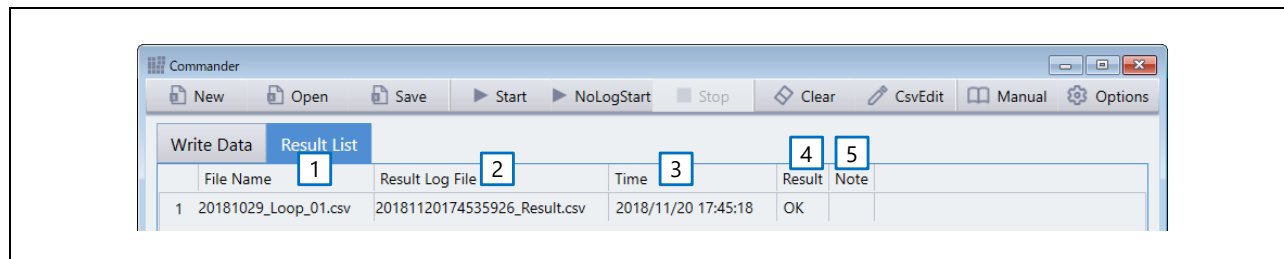 Commander
New Open Save Start NoLogStart Stop Clear CsvEdit Manual Options
Write Data Result List
1 2 3 4 5
File Name Result Log File Time Result Note
1 20181029_Loop_01.csv 20181120174535926_Result.csv 2018/11/20 17:45:18 OK